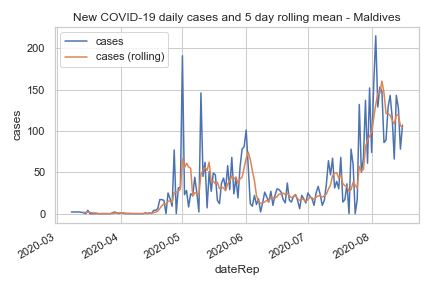 New COVID-19 daily cases and 5 day rolling mean - Maldives
cases
cases (rolling)
200
150
100
50
0
cases
2020-03
2020-04
2020-05
2020-06
2020-07
2020-08
dateRep